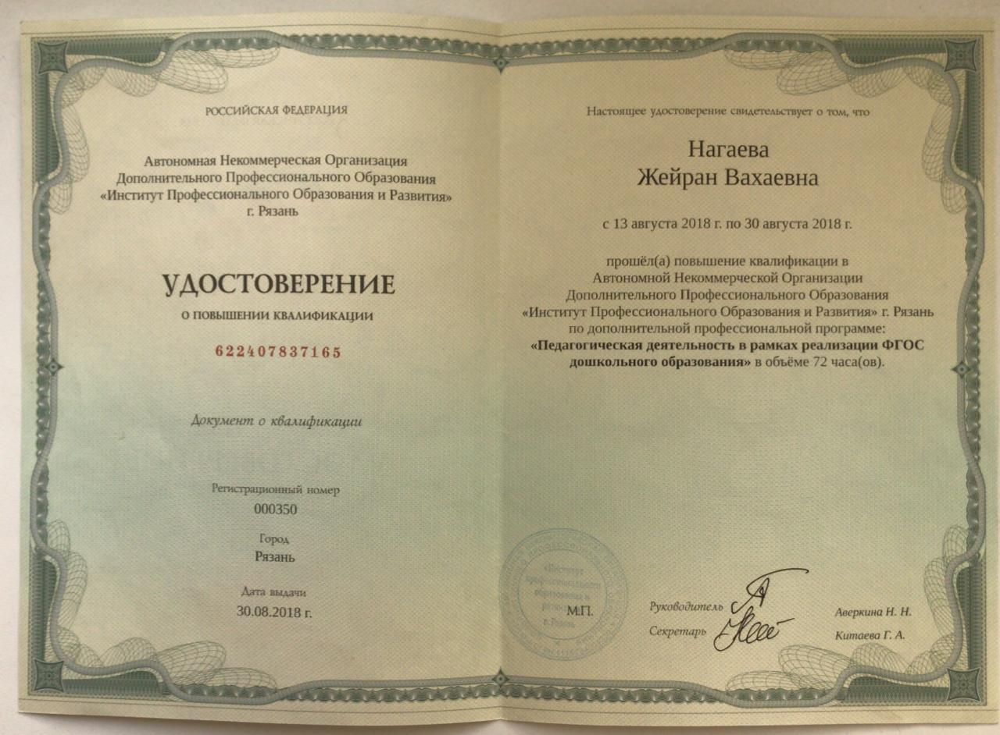 РОССИЙСКАЯ ФЕДЕРАЦИЯ
Автономная Некоммерческая Организация
Дополнительного Профессионального Образования
«Институт Профессионального Образования и Развития»
г. Рязань
УДОСТОВЕРЕНИЕ
О ПОВЫШЕНИИ КВАЛИФИКАЦИИ
622407837165
Документ о квалификации
Регистрационный номер
000350
Город
Рязань
Дата выдачи
30.08.2018 г.
Настоящее удостоверение свидетельствует о том, что
Нагаева
Жейран Вахаевна
с 13 августа 2018 г. по 30 августа 2018 г.
прошёл(а) повышение квалификации в
Автономной Некоммерческой Организации
Дополнительного Профессионального Образования
«Институт Профессионального Образования и Развития» г. Рязань
по дополнительной профессиональной программе:
«Педагогическая деятельность в рамках реализации ФГОС
дошкольного образования» в объёме 72 часа(ов).
«Институт
профессионального
образования и
г. Рязань
М.П.
Руководитель
Аверкина Н. Н.
Секретарь
Китаева Г. А.